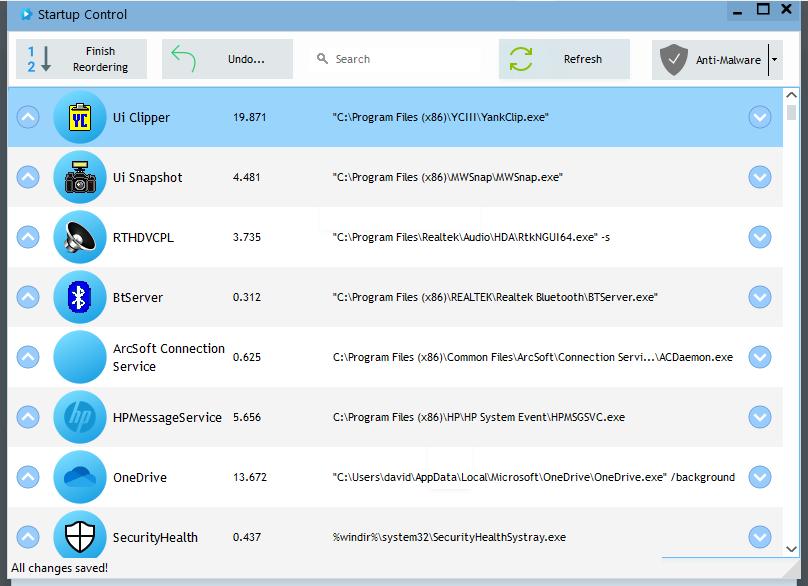 Startup Control
1
2
Finish
Reordering
Undo...
Search
Refresh
Anti-Malware
YC
Ui Clipper
19.871
"C:\Program Files (x86)\YCIII\YankClip.exe"
Ui Snapshot
4.481
"C:\Program Files (x86)\MWSnap\MWSnap.exe"
RTHDVCPL
3.735
"C:\Program Files\Realtek\Audio\HDA\RtkNGUI64.exe" -s
BtServer
0.312
"C:\Program Files (x86)\REALTEK\Realtek Bluetooth\BTServer.exe"
ArcSoft Connection
Service
0.625
C:\Program Files (x86)\Common Files\ArcSoft\Connection Servi...\ACDaemon.exe
hp
HPMessageService
5.656
C:\Program Files (x86)\HP\HP System Event\HPMSGSVC.exe
OneDrive
13.672
"C:\Users\david\AppData\Local\Microsoft\OneDrive\OneDrive.exe" /background
SecurityHealth
0.437
%windir%\system32\SecurityHealthSystray.exe
All changes saved!